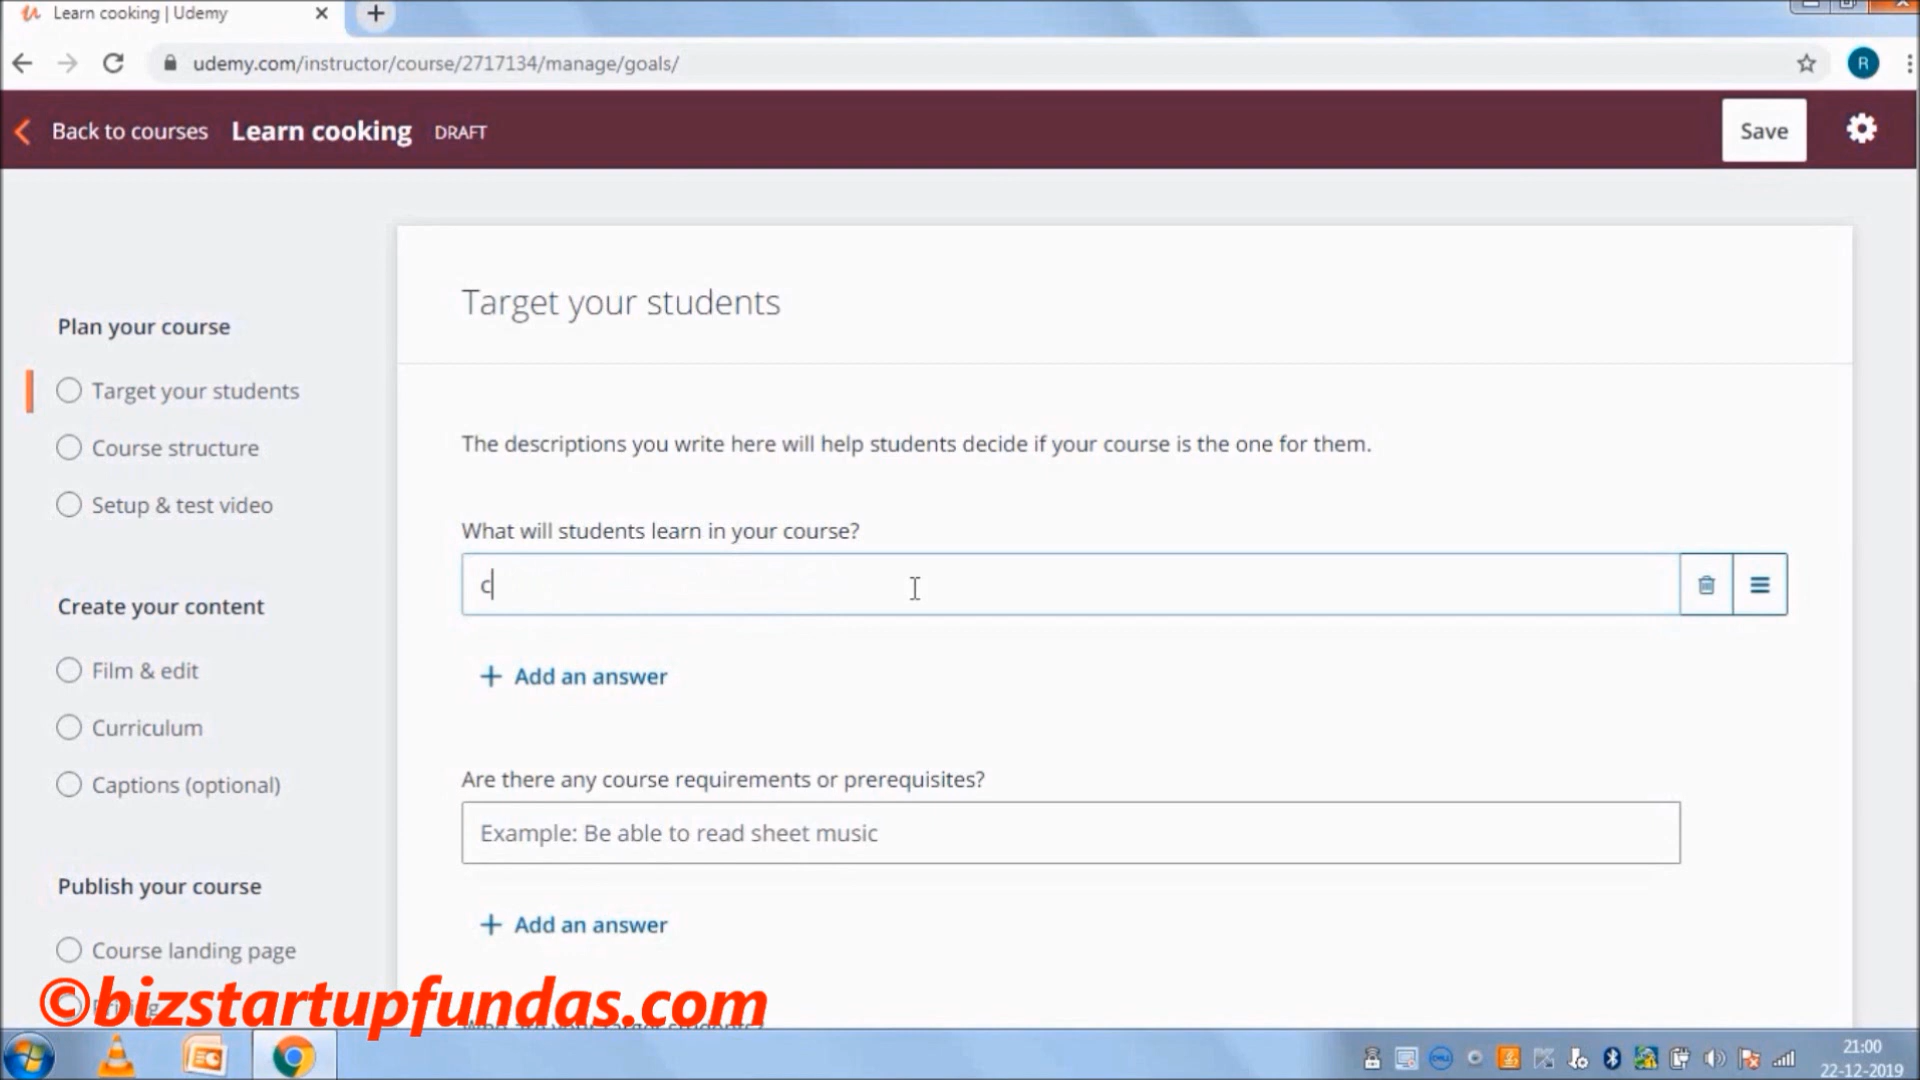 Learn cooking | Udemy
udemy.com/instructor/course/2717134/manage/goals/
R
Back to courses
Learn cooking
DRAFT
Save
Target your students
Plan your course
Target your students
Course structure
Setup & test video
The descriptions you write here will help students decide if your course is the one for them.
What will students learn in your course?
c
Add an answer
Create your content
Film & edit
Curriculum
Captions (optional)
Are there any course requirements or prerequisites?
Example: Be able to read sheet music
Add an answer
Publish your course
Course landing page
©bizstartupfundas.com
21:00
22-12-2019